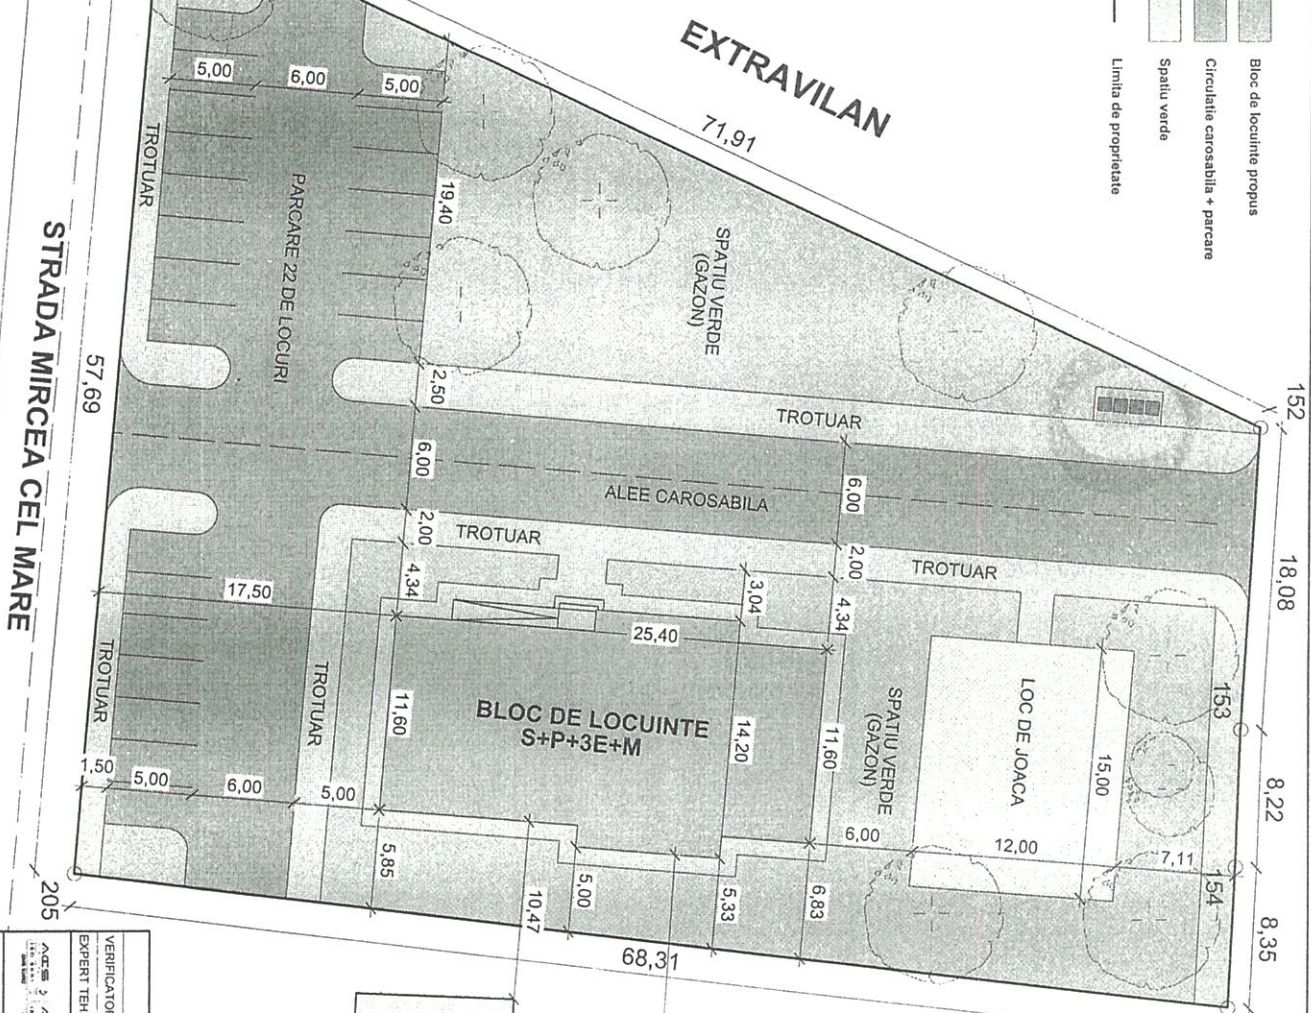 EXTRAVILAN
71,91
Bloc de locuinte propus
Circulatie carosabila + parcare
Spatiu verde
Limita de proprietate
5,00
6,00
5,00
TROTUAR
PARCARE 22 DE LOCURI
19,40
SPATIU VERDE
(GAZON)
STRADA MIRCEA CEL MARE
57,69
2,50
TROTUAR
152
6,00
ALEE CAROSABILA
6,00
2,00
TROTUAR
2,00
TROTUAR
18,08
17,50
4,34
3,04
4,34
25,40
TROTUAR
TROTUAR
11,60
BLOC DE LOCUINTE
S+P+3E+M
14,20
11,60
SPATIU VERDE
(GAZON)
LOC DE JOACA
15,00
153
8,22
1,50
5,00
6,00
5,00
6,00
12,00
7,11
154
5,85
10,47
5,00
5,33
6,83
8,35
205
68,31
VERIFICATOR
EXPERT TEH